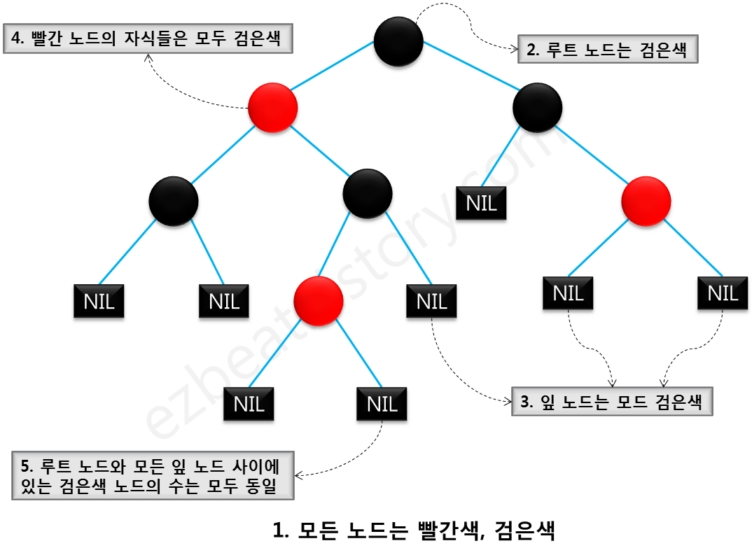 4. 빨간 노드의 자식들은 모두 검은색
2. 루트 노드는 검은색
NIL
NIL
NIL
NIL
NIL
NIL
NIL
NIL
3. 잎 노드는 모드 검은색
5. 루트 노드와 모든 잎 노드 사이에
있는 검은색 노드의 수는 모두 동일
1. 모든 노드는 빨간색, 검은색